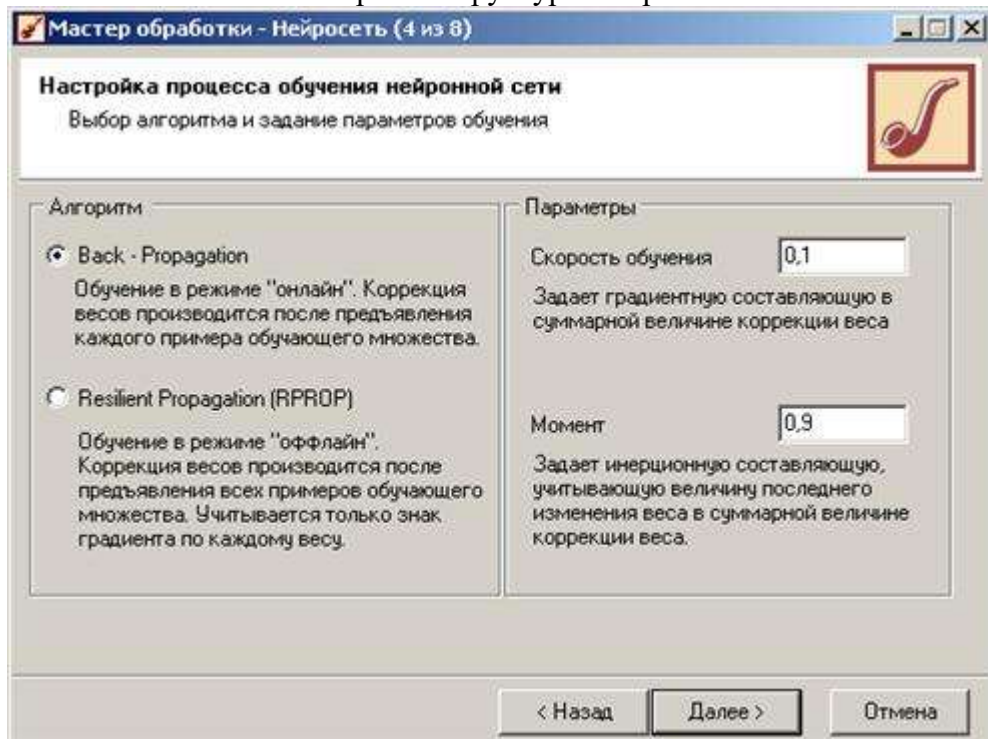 Мастер обработки - Нейросеть (4 из 8)
Настройка процесса обучения нейронной сети
Выбор алгоритма и задание параметров обучения
Алгоритм
Back - Propagation
Обучение в режиме "онлайн". Коррекция
весов производится после предъявления
каждого примера обучающего множества.
Resilient Propagation (RPROP)
Обучение в режиме "оффлайн".
Коррекция весов производится после
предъявления всех примеров обучающего
множества. Учитывается только знак
градиента по каждому весу.
Параметры
Скорость обучения 0,1
Задает градиентную составляющую в
суммарной величине коррекции веса
Момент 0,9
Задает инерционную составляющую,
учитывающую величину последнего
изменения веса в суммарной величине
коррекции веса.
< Назад Далее > Отмена